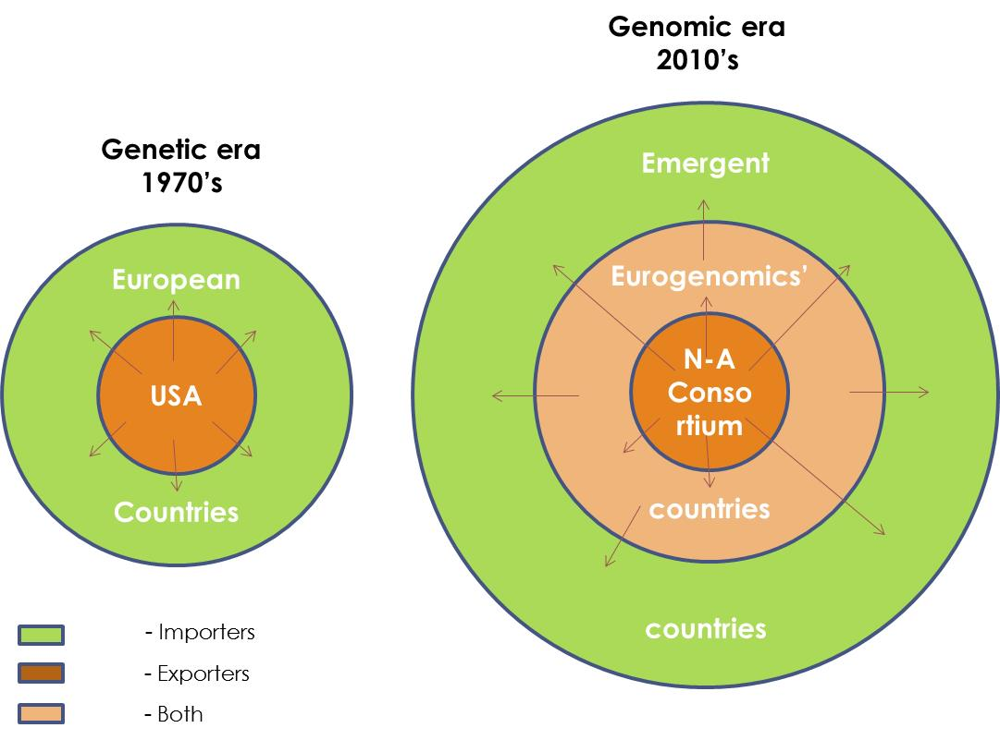 Genetic era
1970's
European
USA
Countries
Genomic era
2010's
Emergent
Eurogenomics'
N-A
Conso
rtium
countries
countries
- Importers
- Exporters
- Both